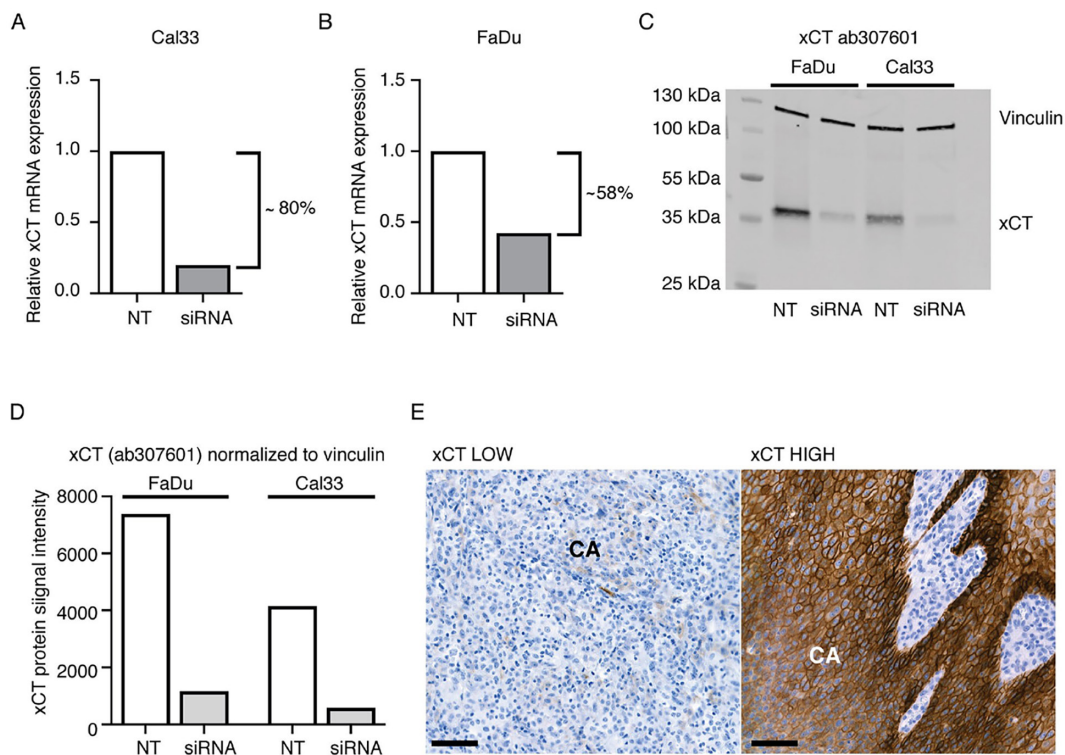 A
Cal33
Relative xCT mRNA expression
1.5
1.0
0.5
0.0
~ 80%
NT
siRNA
B
FaDu
Relative xCT mRNA expression
1.5
1.0
0.5
0.0
~58%
NT
siRNA
C
xCT ab307601
FaDu
Cal33
130 kDa
100 kDa
55 kDa
35 kDa
25 kDa
Vinculin
xCT
NT siRNA NT siRNA
D
xCT (ab307601) normalized to vinculin
FaDu
Cal33
xCT protein siignal intensity
8000
6000
4000
2000
0
NT
siRNA
NT
siRNA
E
xCT LOW
CA
xCT HIGH
CA